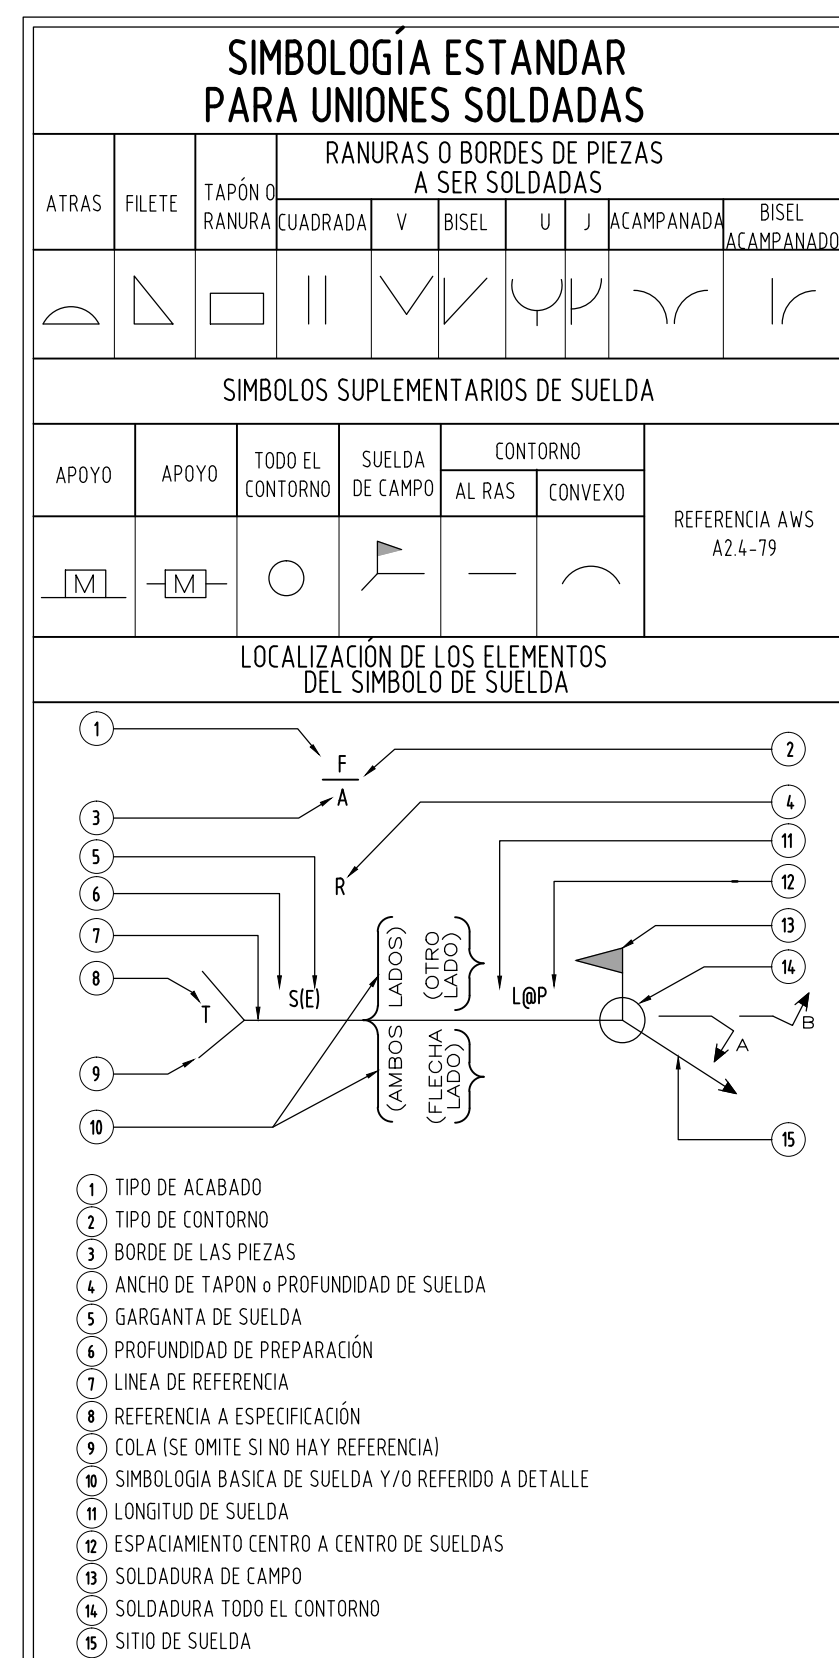 SIMBOLOGÍA ESTANDAR
PARA UNIONES SOLDADAS
ATRAS
FILETE
TAPÓN O
RANURA
RANURAS O BORDES DE PIEZAS
A SER SOLDADAS
CUADRADA
V
BISEL
U
J
ACAMPANADA
BISEL
ACAMPANADO
SIMBOLOS SUPLEMENTARIOS DE SUELDA
APOYO
APOYO
TODO EL
CONTORNO
SUELDA
DE CAMPO
CONTORNO
AL RAS
CONVEXO
REFERENCIA AWS
A2.4-79
M
M
LOCALIZACIÓN DE LOS ELEMENTOS
DEL SIMBOLO DE SUELDA
1
F
2
A
3
4
11
5
R
12
6
7
13
8
14
T
S(E)
(AMBOS LADOS)
(OTRO
LADO)
(FLECHA
LADO)
L@P
A
B
9
10
15
1 TIPO DE ACABADO
2 TIPO DE CONTORNO
3 BORDE DE LAS PIEZAS
4 ANCHO DE TAPON o PROFUNDIDAD DE SUELDA
5 GARGANTA DE SUELDA
6 PROFUNDIDAD DE PREPARACIÓN
7 LINEA DE REFERENCIA
8 REFERENCIA A ESPECIFICACIÓN
9 COLA (SE OMITE SI NO HAY REFERENCIA)
10 SIMBOLOGIA BASICA DE SUELDA Y/O REFERIDO A DETALLE
11 LONGITUD DE SUELDA
12 ESPACIAMIENTO CENTRO A CENTRO DE SUELDAS
13 SOLDADURA DE CAMPO
14 SOLDADURA TODO EL CONTORNO
15 SITIO DE SUELDA